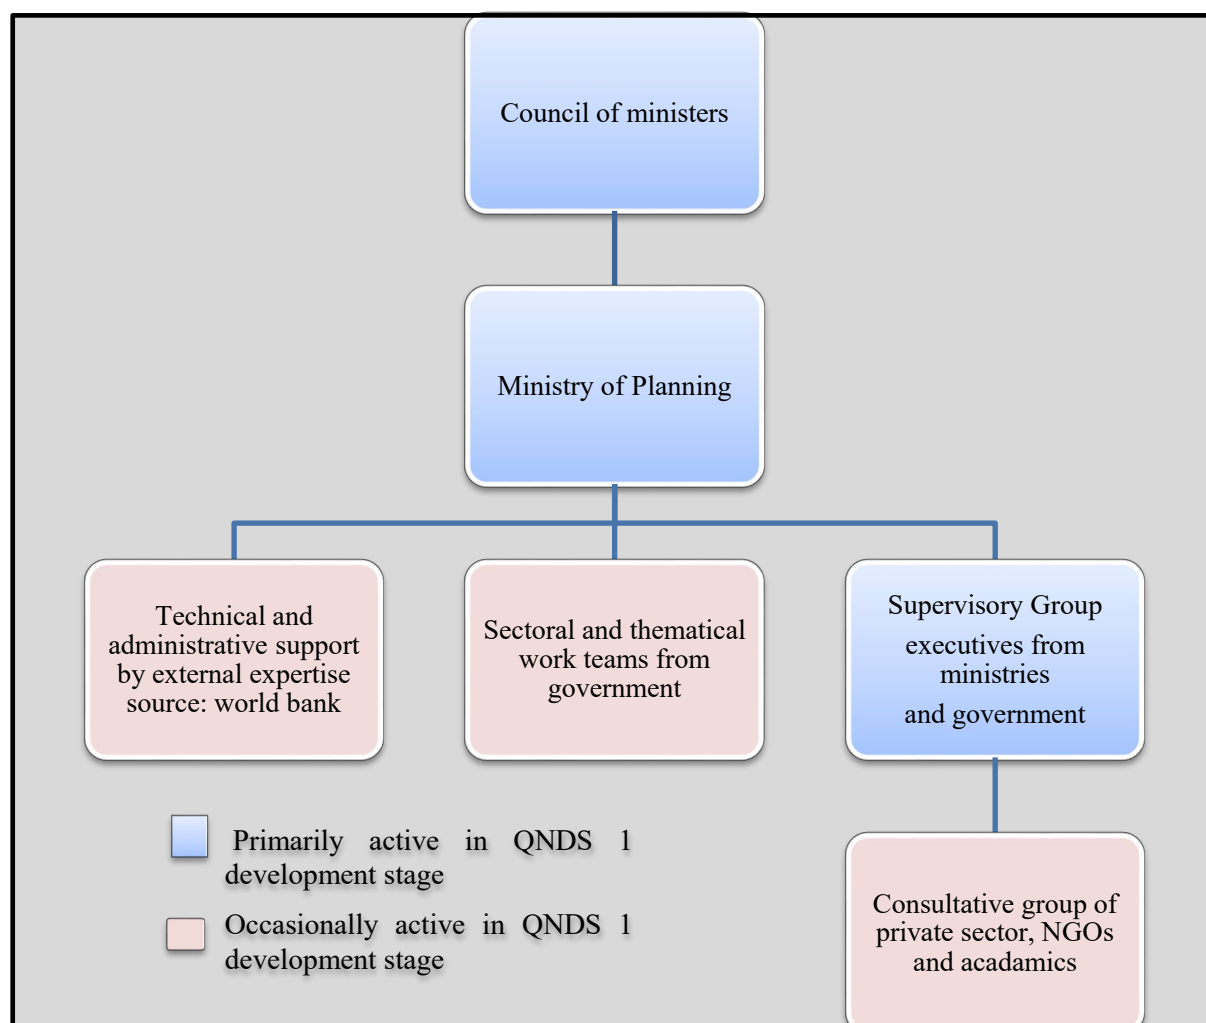 Council of ministers
Ministry of Planning
Technical and
administrative support
by external expertise
source: world bank
Sectoral and thematical
work teams from
government
Supervisory Group
executives from
ministries
and government
Primarily active in QNDS 1
development stage
Occasionally active in QNDS 1
development stage
Consultative group of
private sector, NGOs
and acadamics